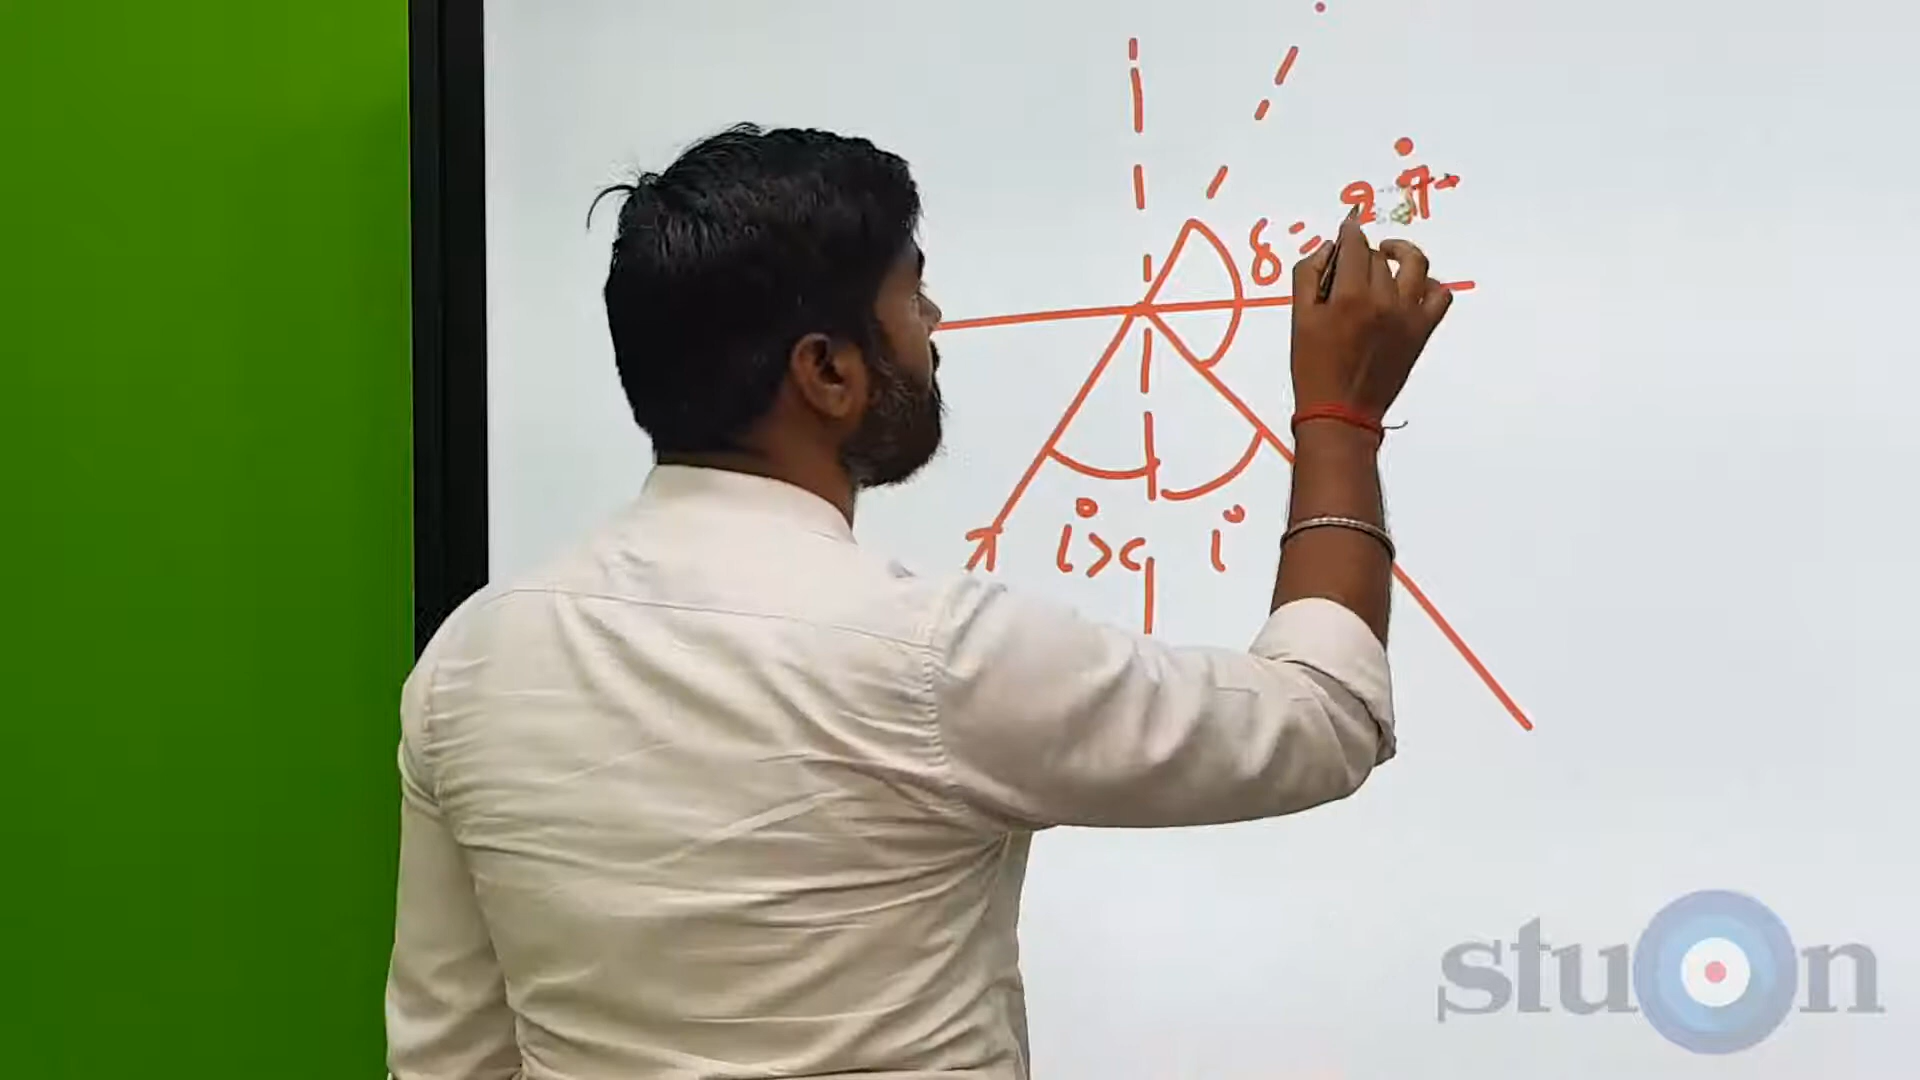 δ=
i>c i
stuOn